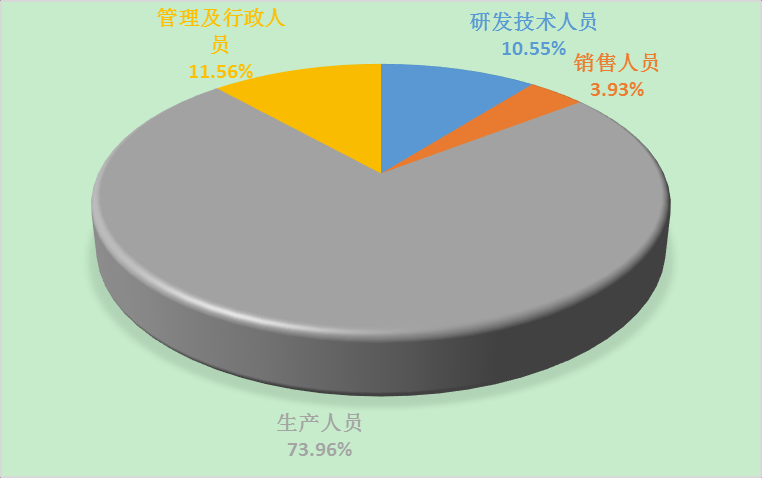 管理及行政人
员
11.56%
研发技术人员
10.55%
销售人员
3.93%
生产人员
73.96%